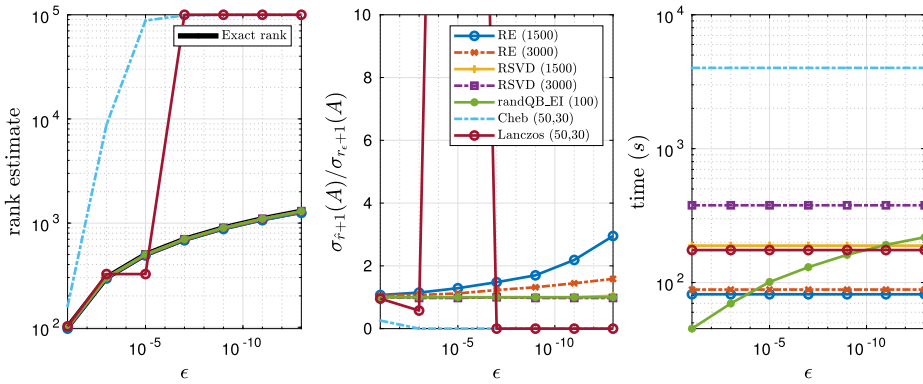 rank estimate
10^5
10^4
10^3
10^2
10^-5
10^-10
ϵ
Exact rank
σ_{r̂+1}(A)/σ_{r_ϵ+1}(A)
10
8
6
4
2
0
10^-5
10^-10
ϵ
RE (1500)
RE (3000)
RSVD (1500)
RSVD (3000)
randQB_EI (100)
Cheb (50,30)
Lanczos (50,30)
time (s)
10^4
10^3
10^2
10^-5
10^-10
ϵ